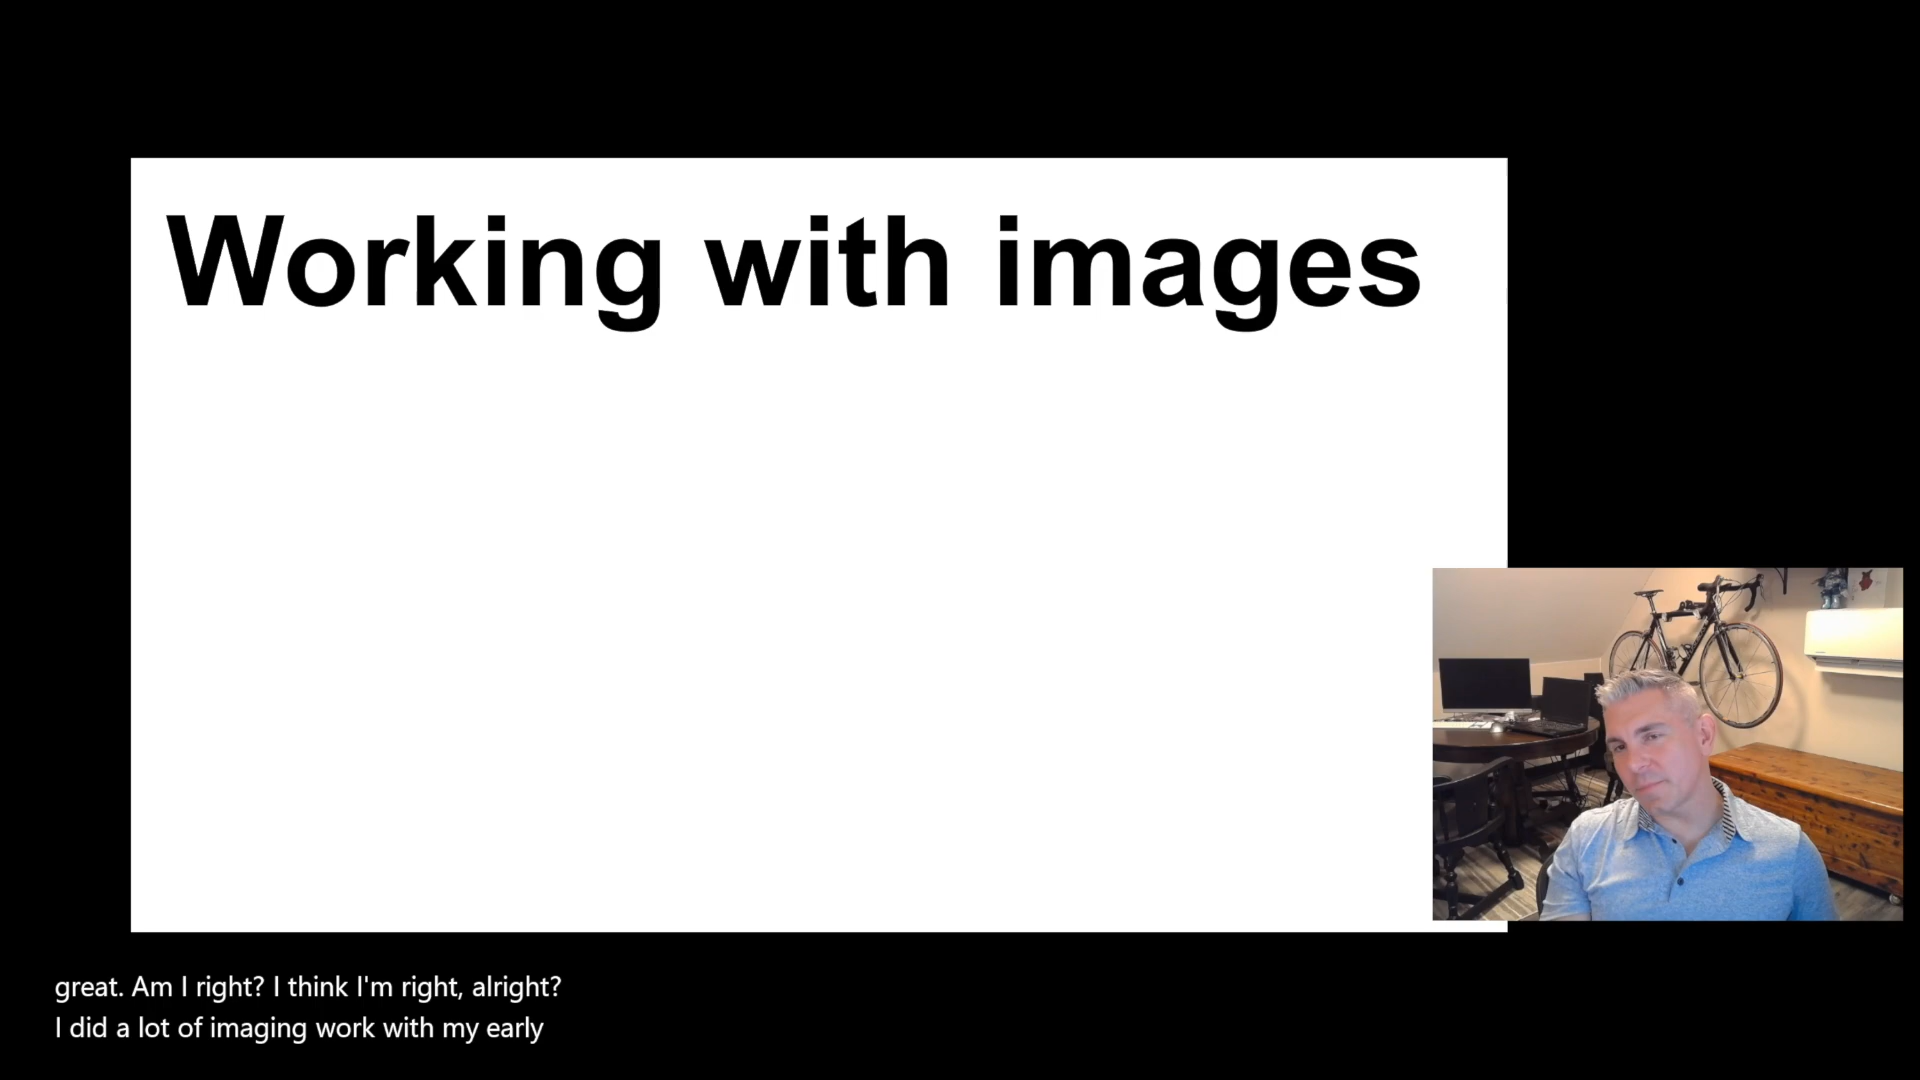 Working with images
great. Am I right? I think I'm right, alright?
I did a lot of imaging work with my early